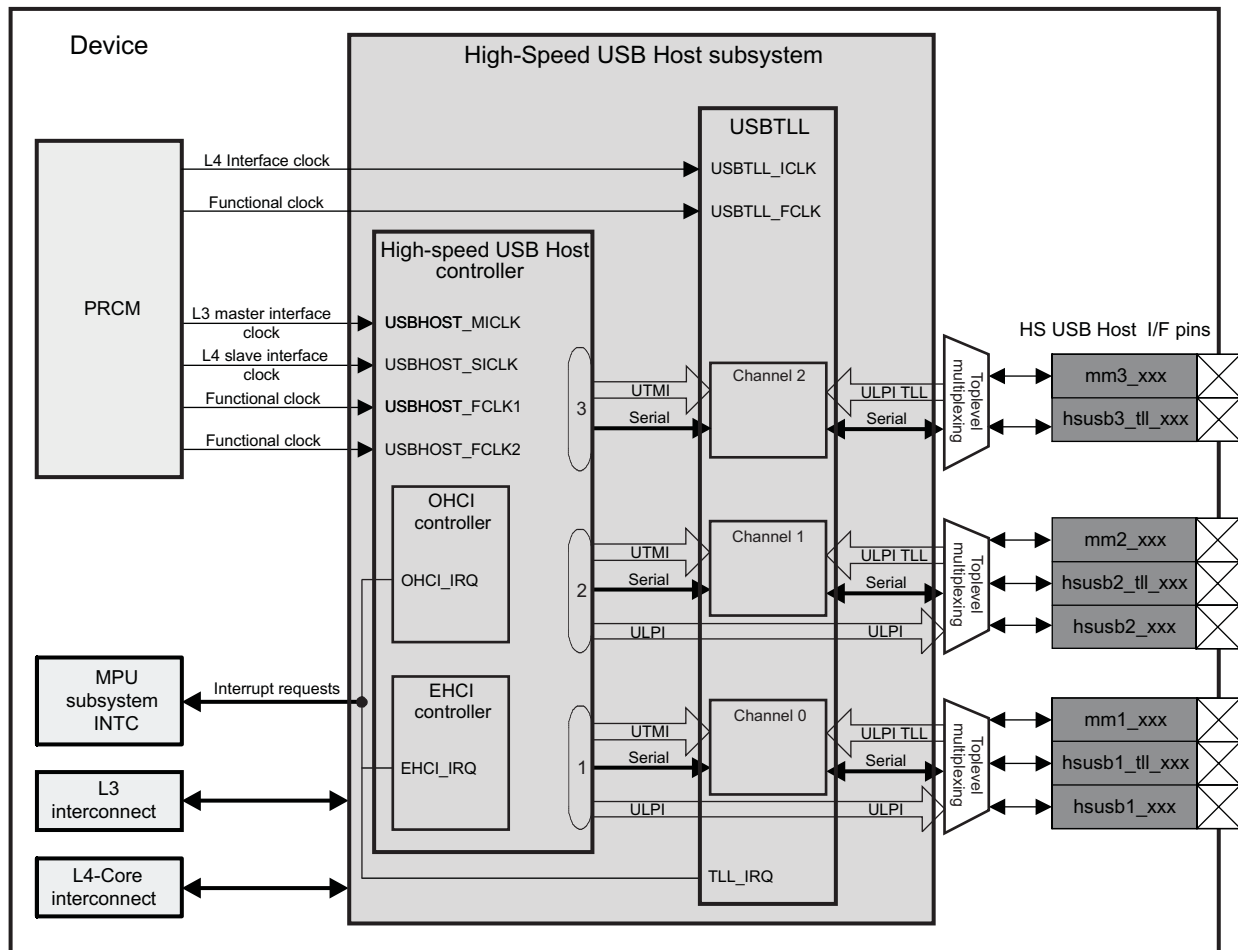 Device
High-Speed USB Host subsystem
USBTLL
L4 Interface clock
USBTLL_ICLK
Functional clock
USBTLL_FCLK
High-speed USB Host
controller
PRCM
L3 master interface
clock
USBHOST_MICLK
L4 slave interface
clock
USBHOST_SICLK
Functional clock
USBHOST_FCLK1
Functional clock
USBHOST_FCLK2
3
UTMI
Serial
Channel 2
ULPI TLL
Serial
Toplevel
multiplexing
HS USB Host I/F pins
mm3_xxx
hsusb3_tll_xxx
OHCI
controller
OHCI_IRQ
2
UTMI
Serial
ULPI
Channel 1
ULPI TLL
Serial
ULPI
Toplevel
multiplexing
mm2_xxx
hsusb2_tll_xxx
hsusb2_xxx
MPU
subsystem
INTC
Interrupt requests
EHCI
controller
EHCI_IRQ
1
UTMI
Serial
ULPI
Channel 0
ULPI TLL
Serial
ULPI
Toplevel
multiplexing
mm1_xxx
hsusb1_tll_xxx
hsusb1_xxx
L3
interconnect
L4-Core
interconnect
TLL_IRQ